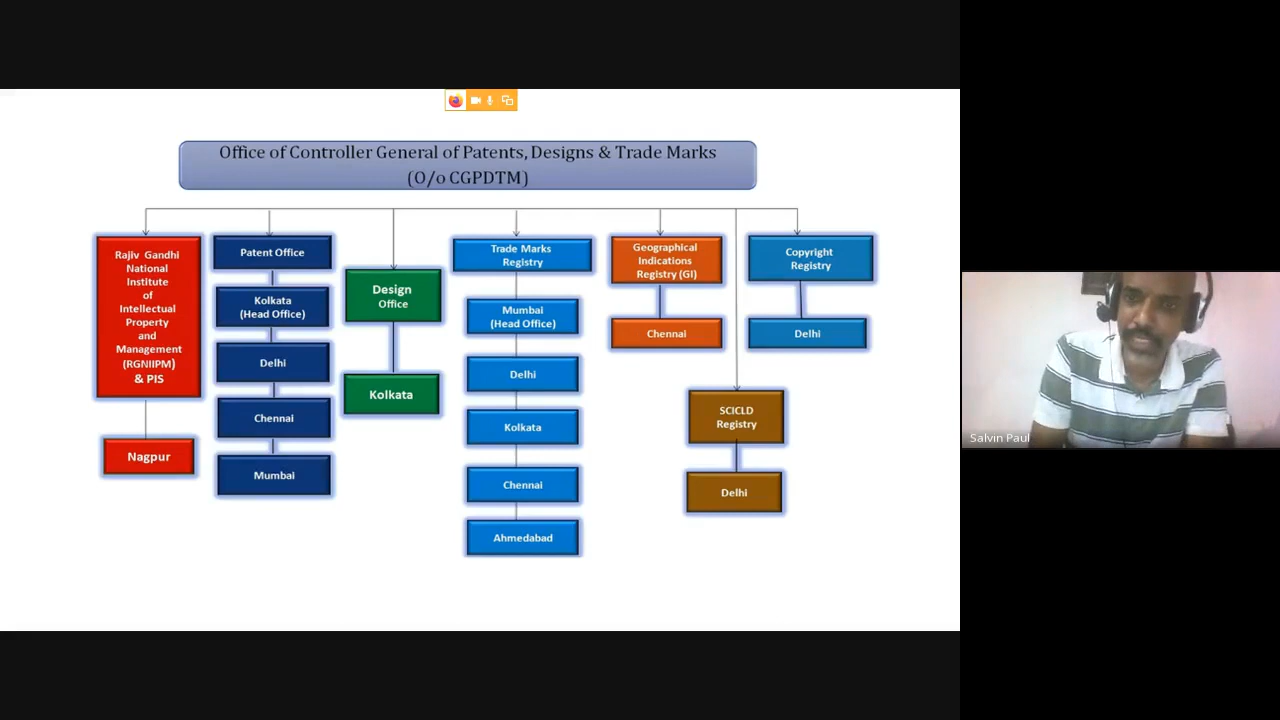 Office of Controller General of Patents, Designs & Trade Marks
(O/o CGPDTM)
Rajiv Gandhi
National
Institute
of
Intellectual
Property
and
Management
(RGNIIPM)
& PIS
Nagpur
Patent Office
Kolkata
(Head Office)
Delhi
Chennai
Mumbai
Design
Office
Kolkata
Trade Marks
Registry
Mumbai
(Head Office)
Delhi
Kolkata
Chennai
Ahmedabad
Geographical
Indications
Registry (GI)
Chennai
SCICLD
Registry
Delhi
Copyright
Registry
Delhi
Salvin Paul